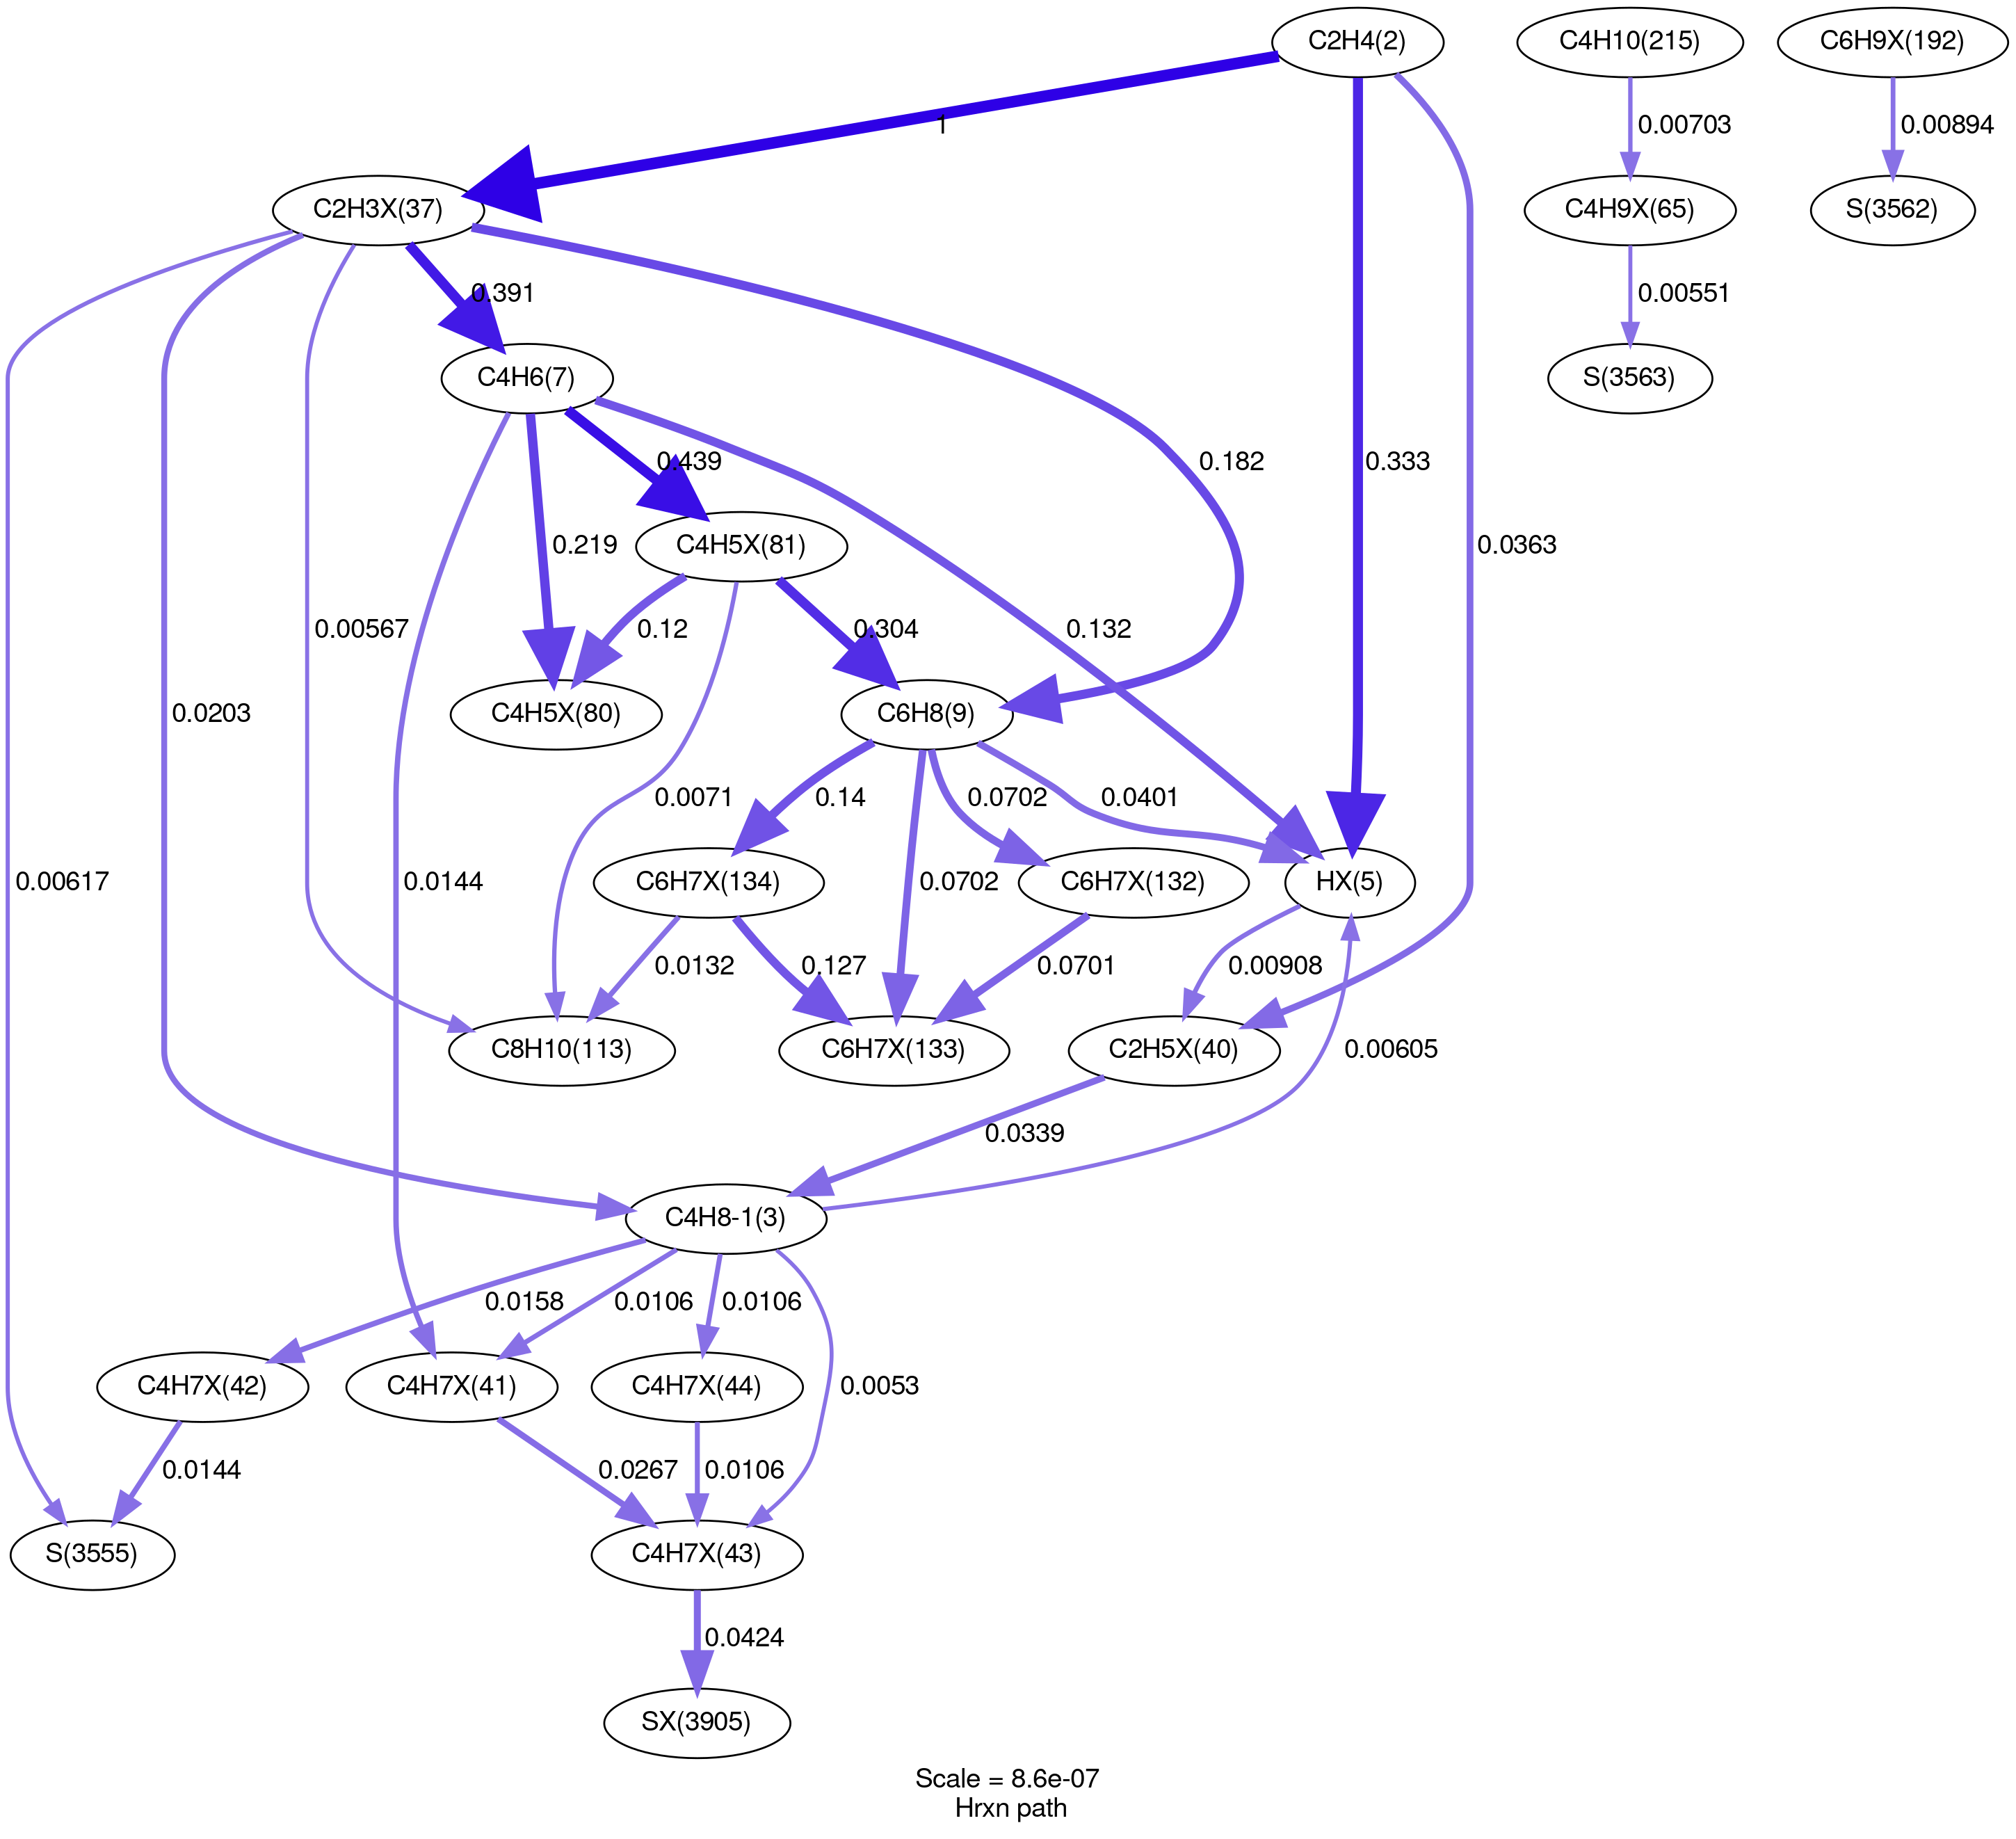 C2H4(2)
C4H10(215)
C6H9X(192)
1
0.00703
0.00894
C2H3X(37)
C4H9X(65)
S(3562)
0.391
0.00551
C4H6(7)
S(3563)
0.439
0.182
0.333
C4H5X(81)
0.219
0.0363
0.00567
0.12
0.304
0.132
0.0203
C4H5X(80)
C6H8(9)
0.0071
0.14
0.0702
0.0401
0.00617
0.0144
C6H7X(134)
0.0702
C6H7X(132)
HX(5)
0.0132
0.127
0.0701
0.00908
C8H10(113)
C6H7X(133)
C2H5X(40)
0.00605
0.0339
C4H8-1(3)
0.0158
0.0106
0.0106
C4H7X(42)
C4H7X(41)
C4H7X(44)
0.0053
0.0144
0.0267
0.0106
S(3555)
C4H7X(43)
0.0424
SX(3905)
Scale = 8.6e-07
Hrxn path